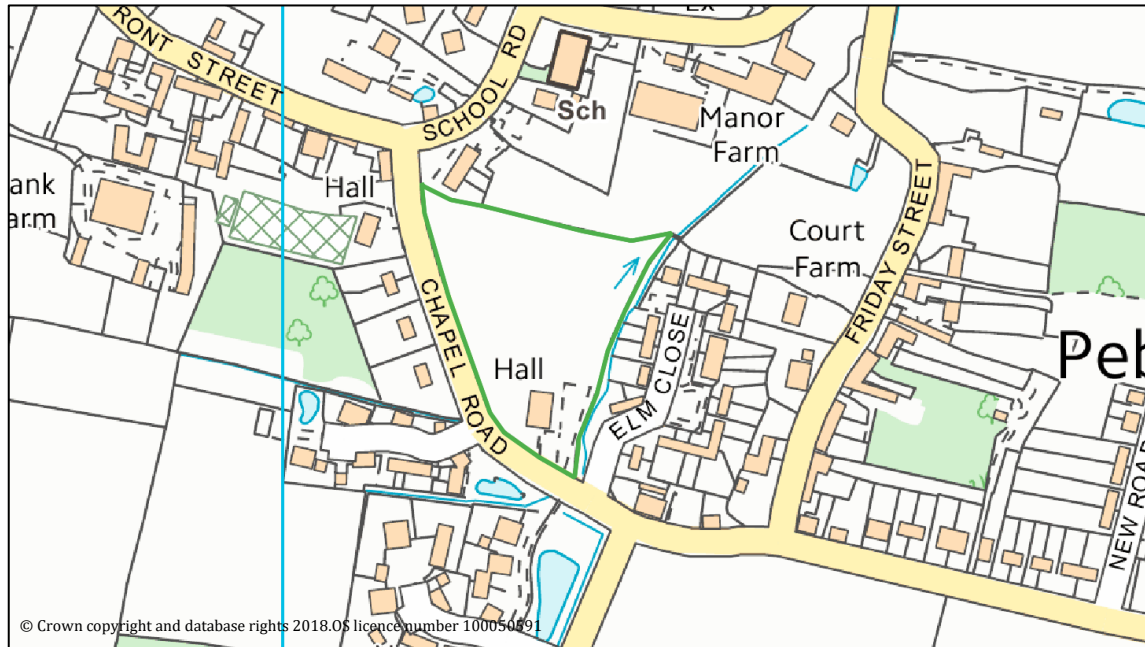 RONT STREET
SCHOOL RD
Ex
Sch
Manor
Farm
ank
arm
Hall
Court
Farm
FRIDAY STREET
CHAPEL ROAD
Hall
ELM CLOSE
Peb
NEW ROAD
© Crown copyright and database rights 2018.OS licence number 100050591